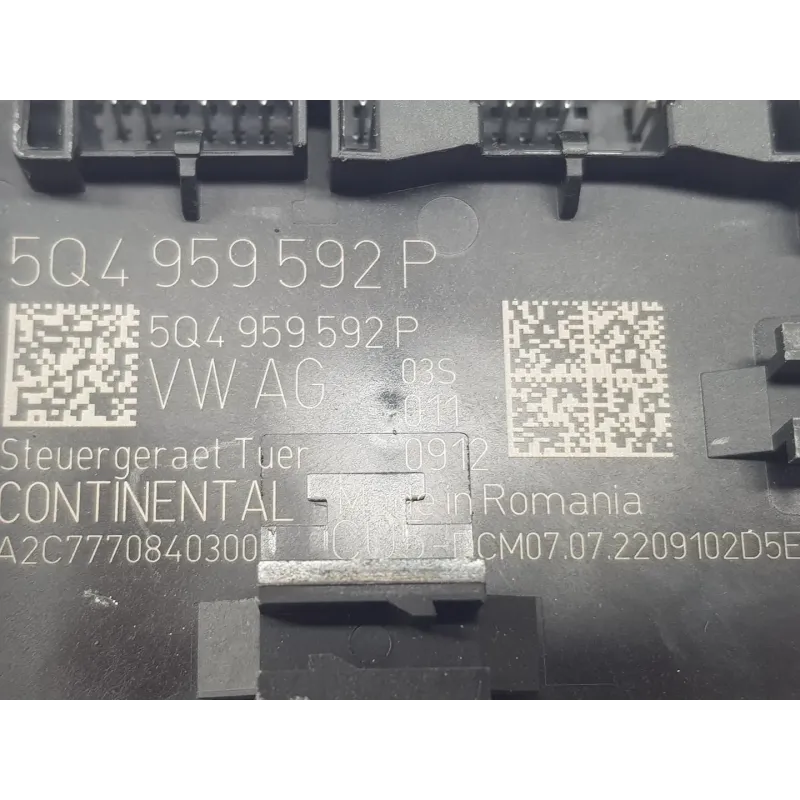 5Q4 959 592 P
5Q4 959 592 P
VW AG 03S
011
Steuergeraet Tuer 0912
CONTINENTAL Made in Romania
A2C7770840300
CM07.07.2209102D5E